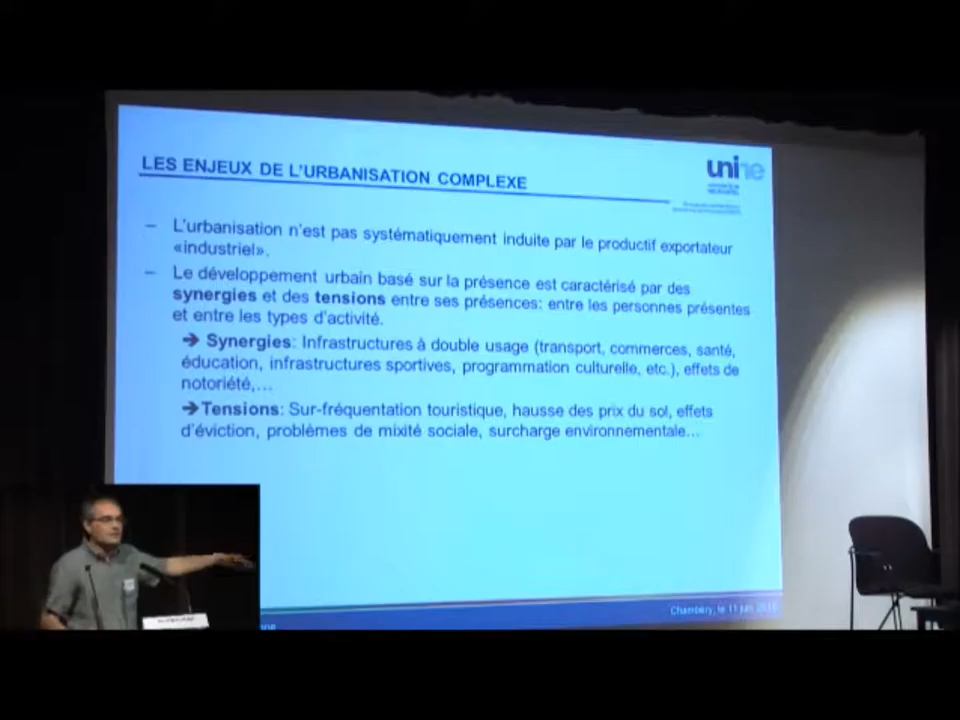 LES ENJEUX DE L'URBANISATION COMPLEXE
unine
– L'urbanisation n'est pas systématiquement induite par le productif exportateur
«industriel».
– Le développement urbain basé sur la présence est caractérisé par des
synergies et des tensions entre ses présences: entre les personnes présentes
et entre les types d'activité.
➔ Synergies: Infrastructures à double usage (transport, commerces, santé,
éducation, infrastructures sportives, programmation culturelle, etc.), effets de
notoriété,…
➔Tensions: Sur-fréquentation touristique, hausse des prix du sol, effets
d'éviction, problèmes de mixité sociale, surcharge environnementale…
Chambéry, le 11 juin